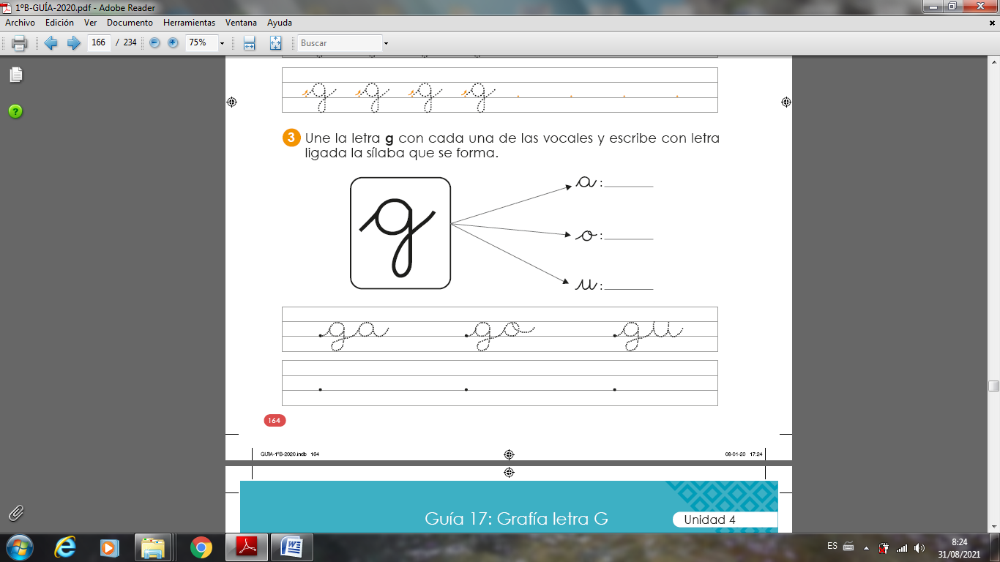 1ºB-GUÍA-2020.pdf - Adobe Reader
Archivo Edición Ver Documento Herramientas Ventana Ayuda
166 / 234 75% Buscar
g g g g
3 Une la letra g con cada una de las vocales y escribe con letra
ligada la sílaba que se forma.
g
a : ______
o : ______
u : ______
ga go gu
164
GUIA-1ºB-2020.indb 164 08-01-20 17:24
Guía 17: Grafía letra G
Unidad 4
ES 8:24
31/08/2021